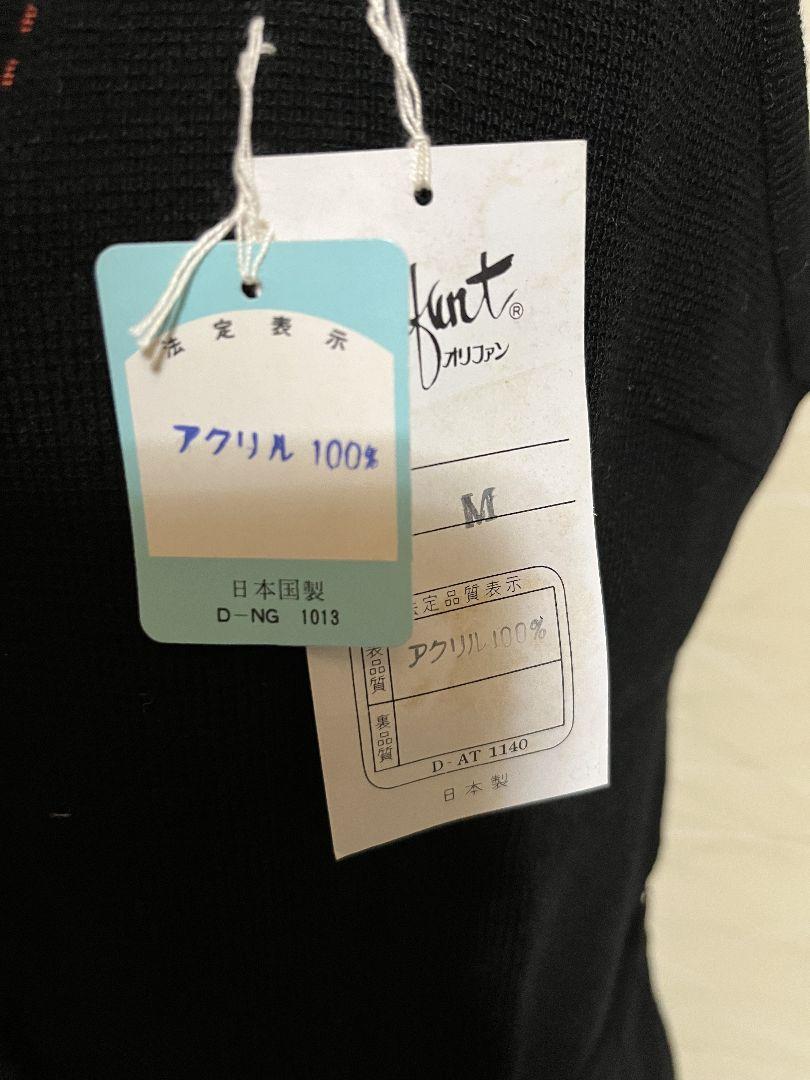 法定表示
アクリル 100%
日本国製
D-NG 1013
オリファン
M
法定品質表示
表品質
アクリル100%
裏品質
D-AT 1140
日本製